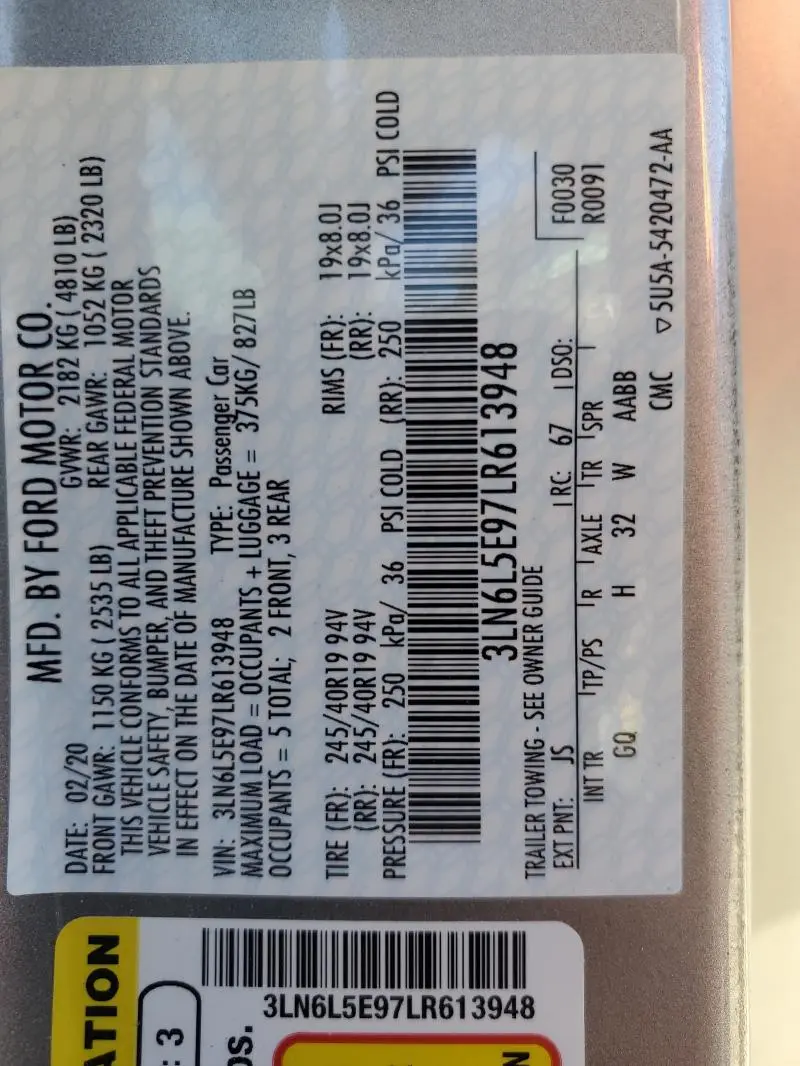 MFD. BY FORD MOTOR CO.
DATE: 02/20 GVWR: 2182 KG ( 4810 LB)
FRONT GAWR: 1150 KG ( 2535 LB) REAR GAWR: 1052 KG ( 2320 LB)
THIS VEHICLE CONFORMS TO ALL APPLICABLE FEDERAL MOTOR
VEHICLE SAFETY, BUMPER, AND THEFT PREVENTION STANDARDS
IN EFFECT ON THE DATE OF MANUFACTURE SHOWN ABOVE.
VIN: 3LN6L5E97LR613948 TYPE: Passenger Car
MAXIMUM LOAD = OCCUPANTS + LUGGAGE = 375KG/ 827LB
OCCUPANTS = 5 TOTAL; 2 FRONT, 3 REAR
TIRE (FR): 245/40R19 94V RIMS (FR): 19x8.0J
(RR): 245/40R19 94V (RR): 19x8.0J
PRESSURE (FR): 250 kPa/ 36 PSI COLD (RR): 250 kPa/ 36 PSI COLD
3LN6L5E97LR613948
TRAILER TOWING - SEE OWNER GUIDE
EXT PNT: JS RC: 67 DSO: F0030
R0091
INT TR TP/PS R AXLE TR SPR
GQ H 32 W AABB
CMC ▽5U5A-5420472-AA
ATION
: 3
3LN6L5E97LR613948
os.
N